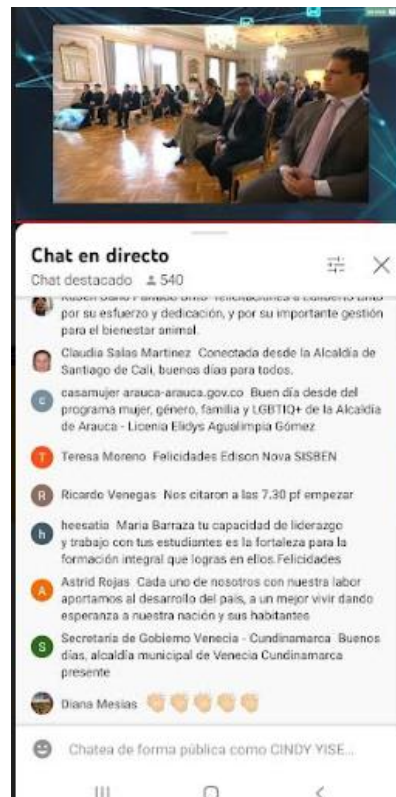 Chat en directo
Chat destacado 540
por su esfuerzo y dedicación, y por su importante gestión
para el bienestar animal.
Claudia Salas Martinez Conectada desde la Alcaldía de
Santiago de Cali, buenos días para todos.
casamujer arauca-arauca.gov.co Buen día desde del
programa mujer, género, familia y LGBTIQ+ de la Alcaldía
de Arauca - Licenia Elidys Agualimpia Gómez
T Teresa Moreno Felicidades Edison Nova SISBEN
R Ricardo Venegas Nos citaron a las 7.30 pf empezar
h heesatia Maria Barraza tu capacidad de liderazgo
y trabajo con tus estudiantes es la fortaleza para la
formación integral que logras en ellos.Felicidades
A Astrid Rojas Cada uno de nosotros con nuestra labor
aportamos al desarrollo del país, a un mejor vivir dando
esperanza a nuestra nación y sus habitantes
S Secretaria de Gobierno Venecia - Cundinamarca Buenos
días, alcaldía municipal de Venecia Cundinamarca
presente
Diana Mesias 👏🏻👏🏻👏🏻👏🏻👏🏻
Chatea de forma pública como CINDY YISE...